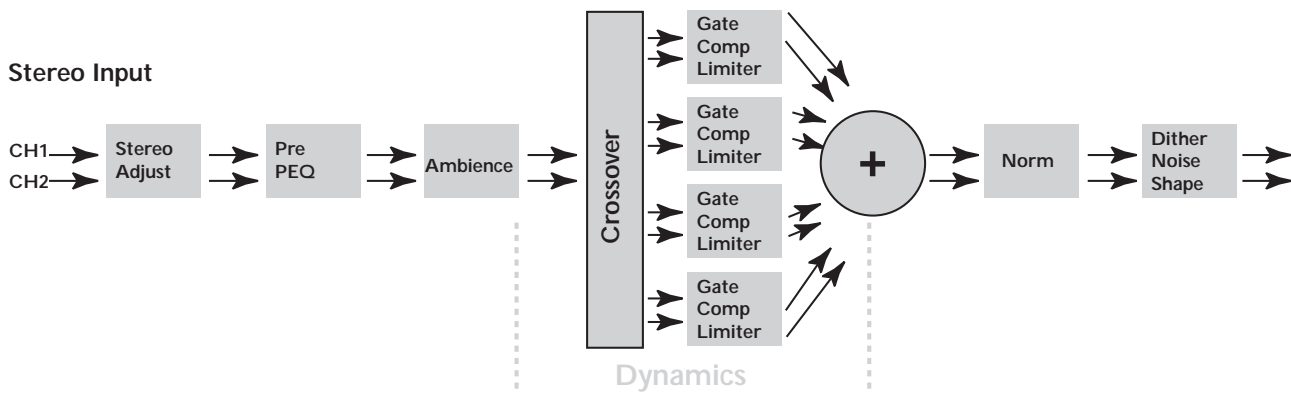 Stereo Input
CH1
CH2
Stereo
Adjust
Pre
PEQ
Ambience
Crossover
Gate
Comp
Limiter
Gate
Comp
Limiter
Gate
Comp
Limiter
Gate
Comp
Limiter
+
Norm
Dither
Noise
Shape
Dynamics